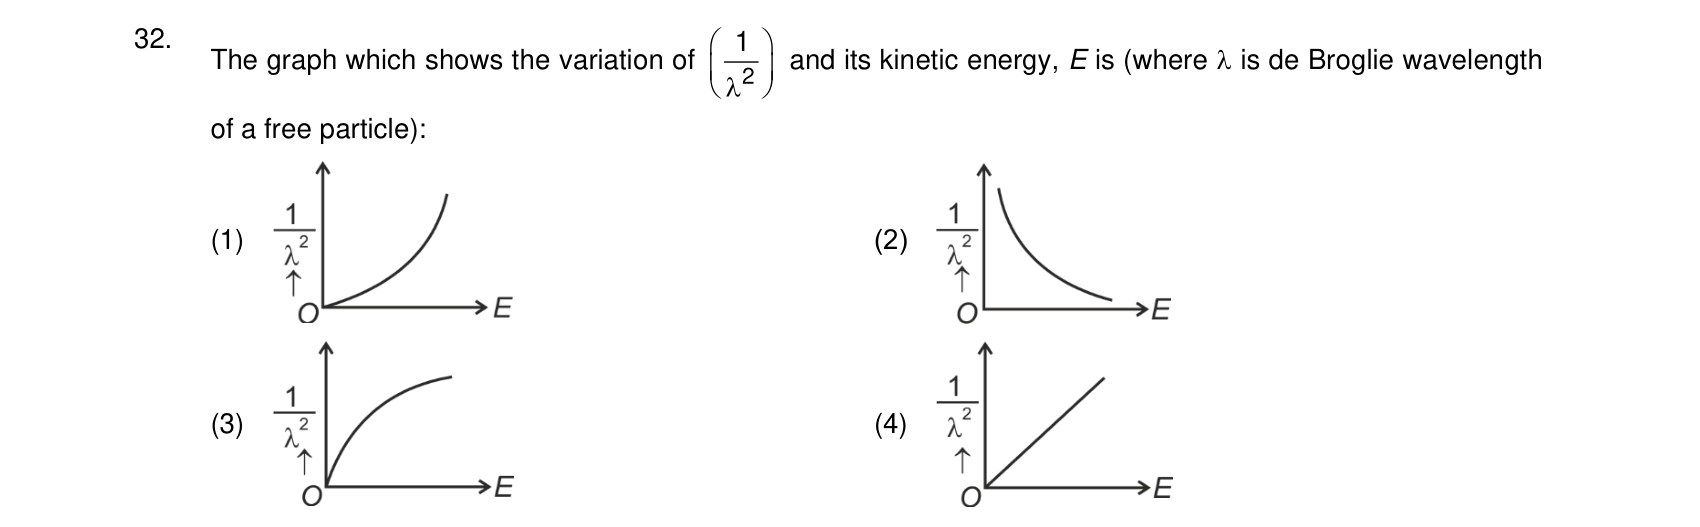 32.
The graph which shows the variation of (1/λ²) and its kinetic energy, E is (where λ is de Broglie wavelength
of a free particle):
(1) 1/λ² ↑ O → E
(2) 1/λ² ↑ O → E
(3) 1/λ² ↑ O → E
(4) 1/λ² ↑ O → E